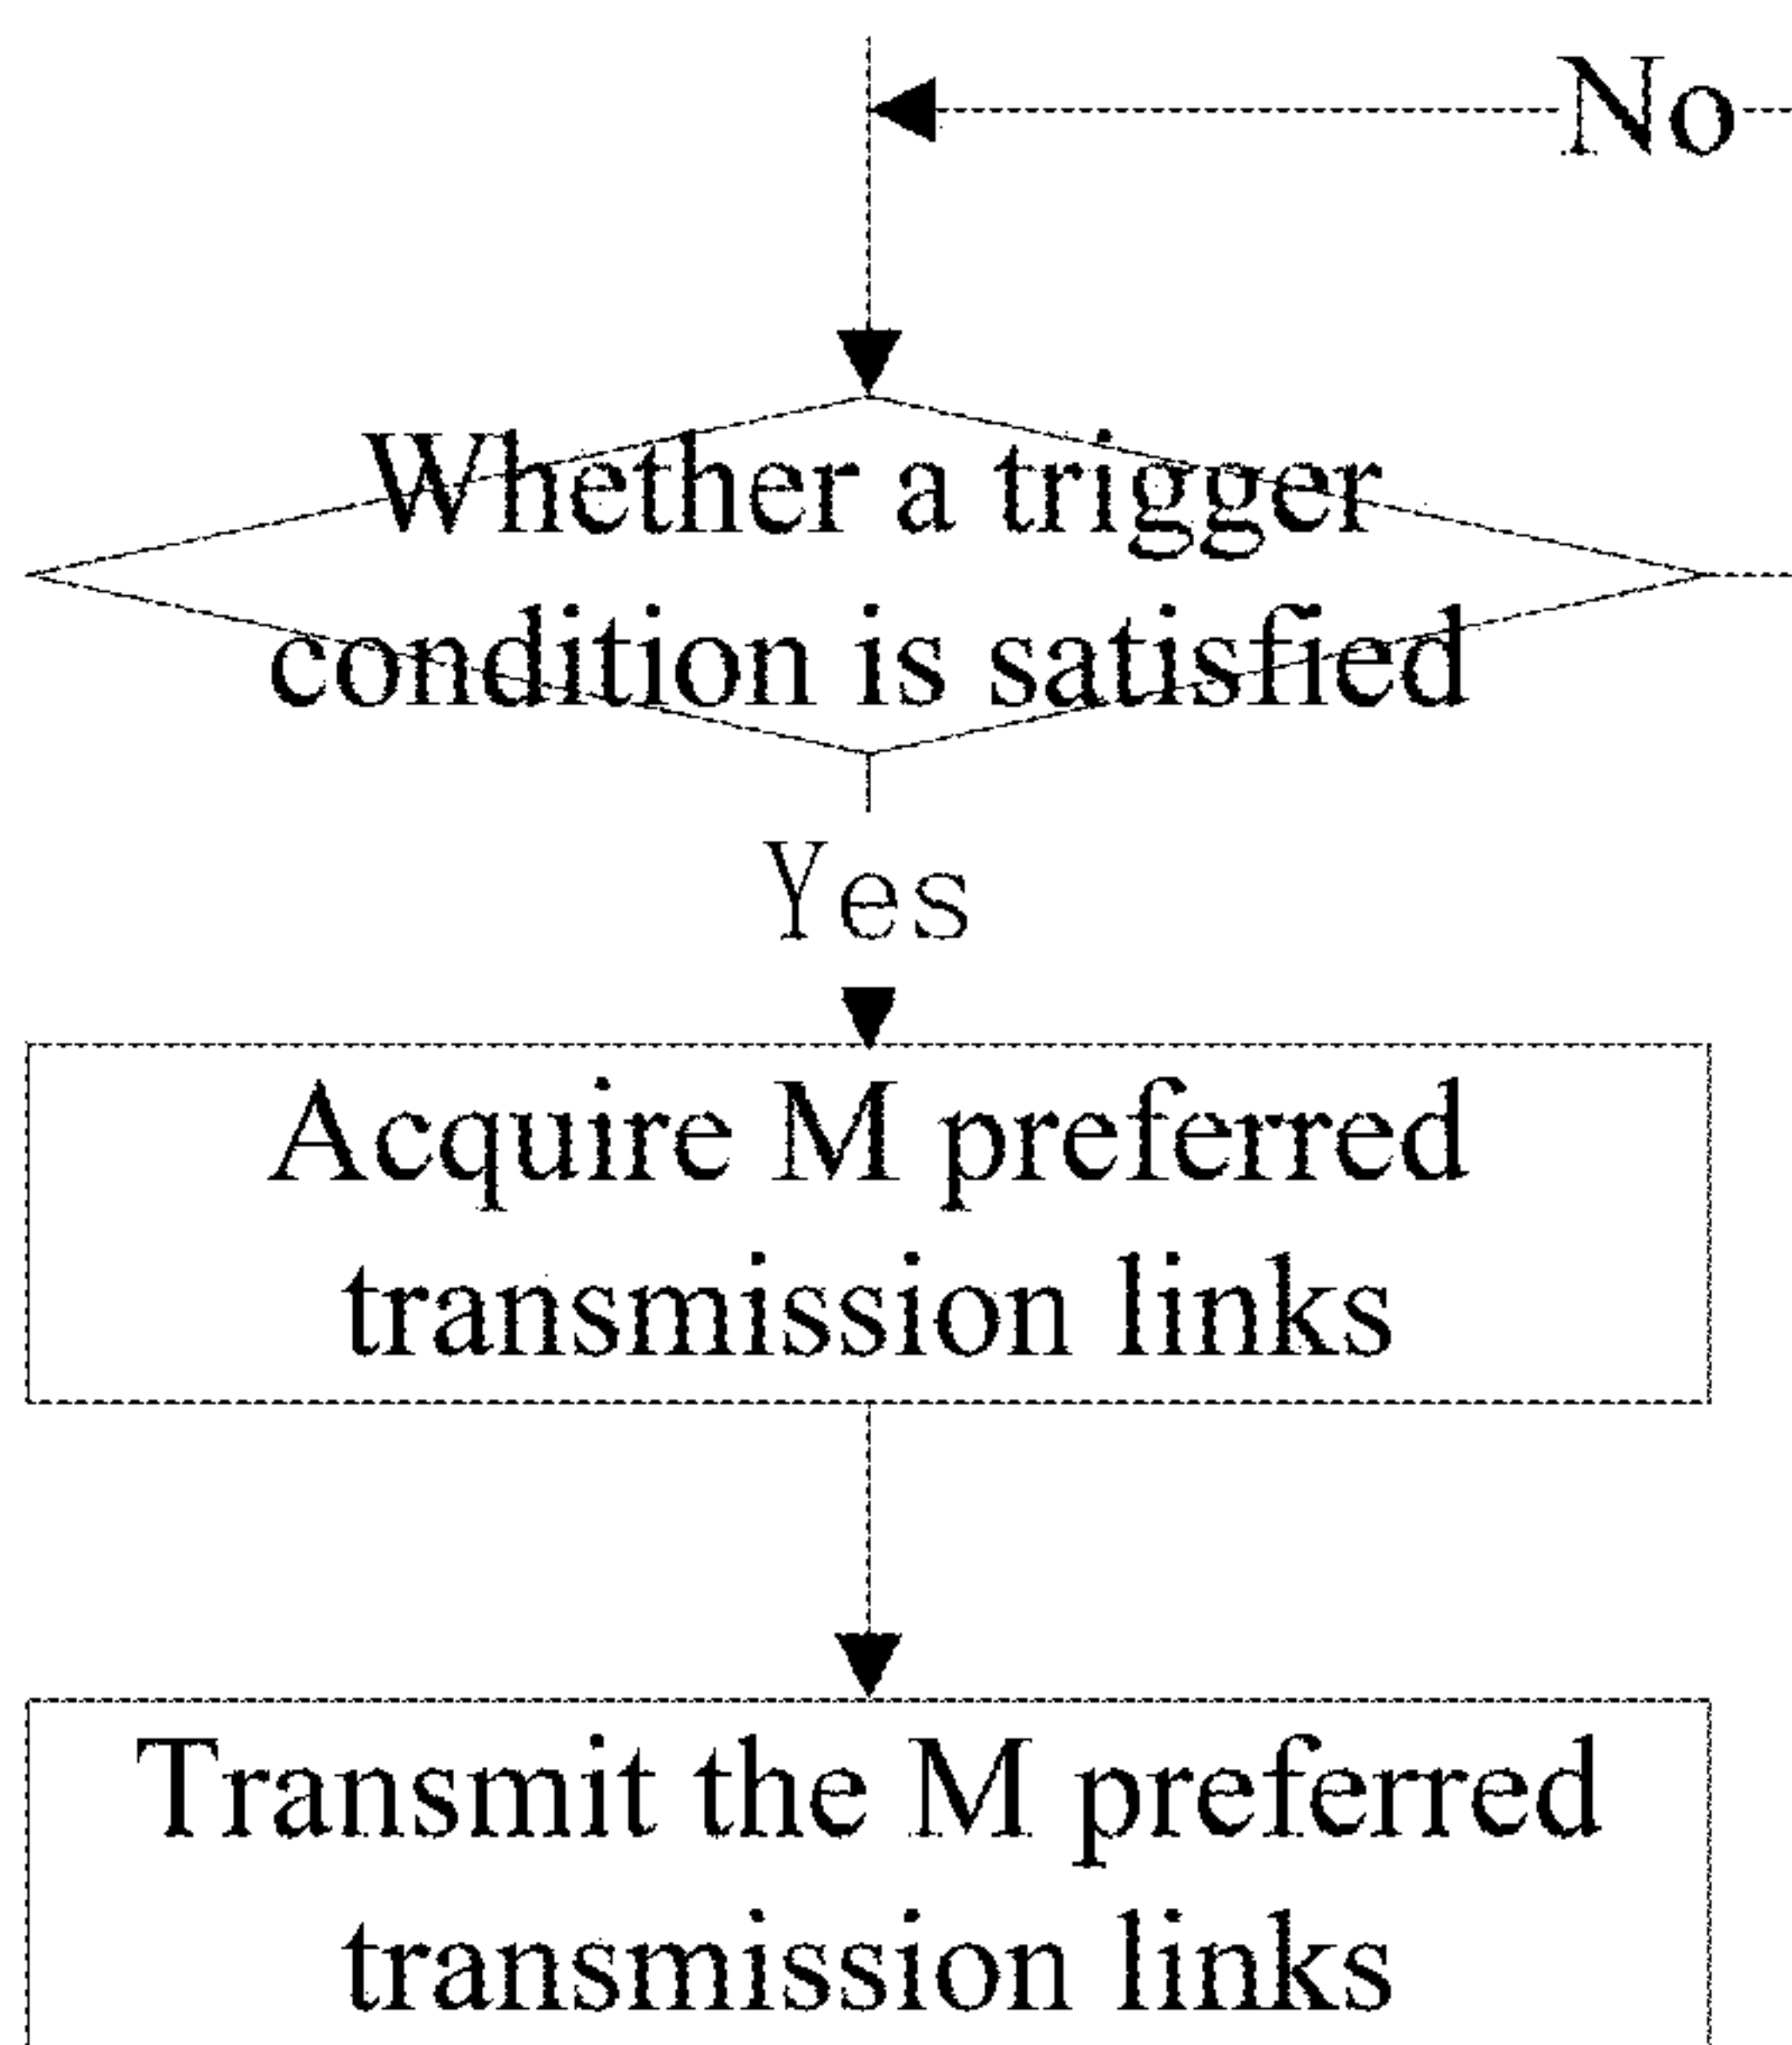 No
Whether a trigger
condition is satisfied
Yes
Acquire M preferred
transmission links
Transmit the M preferred
transmission links